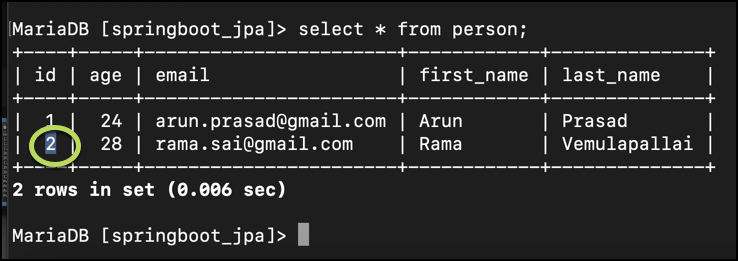 MariaDB [springboot_jpa]> select * from person;
+----+-----+-----------------------+------------+--------------+
| id | age | email                 | first_name | last_name    |
+----+-----+-----------------------+------------+--------------+
|  1 |  24 | arun.prasad@gmail.com | Arun       | Prasad       |
|  2 |  28 | rama.sai@gmail.com    | Rama       | Vemulapallai |
+----+-----+-----------------------+------------+--------------+
2 rows in set (0.006 sec)
MariaDB [springboot_jpa]>